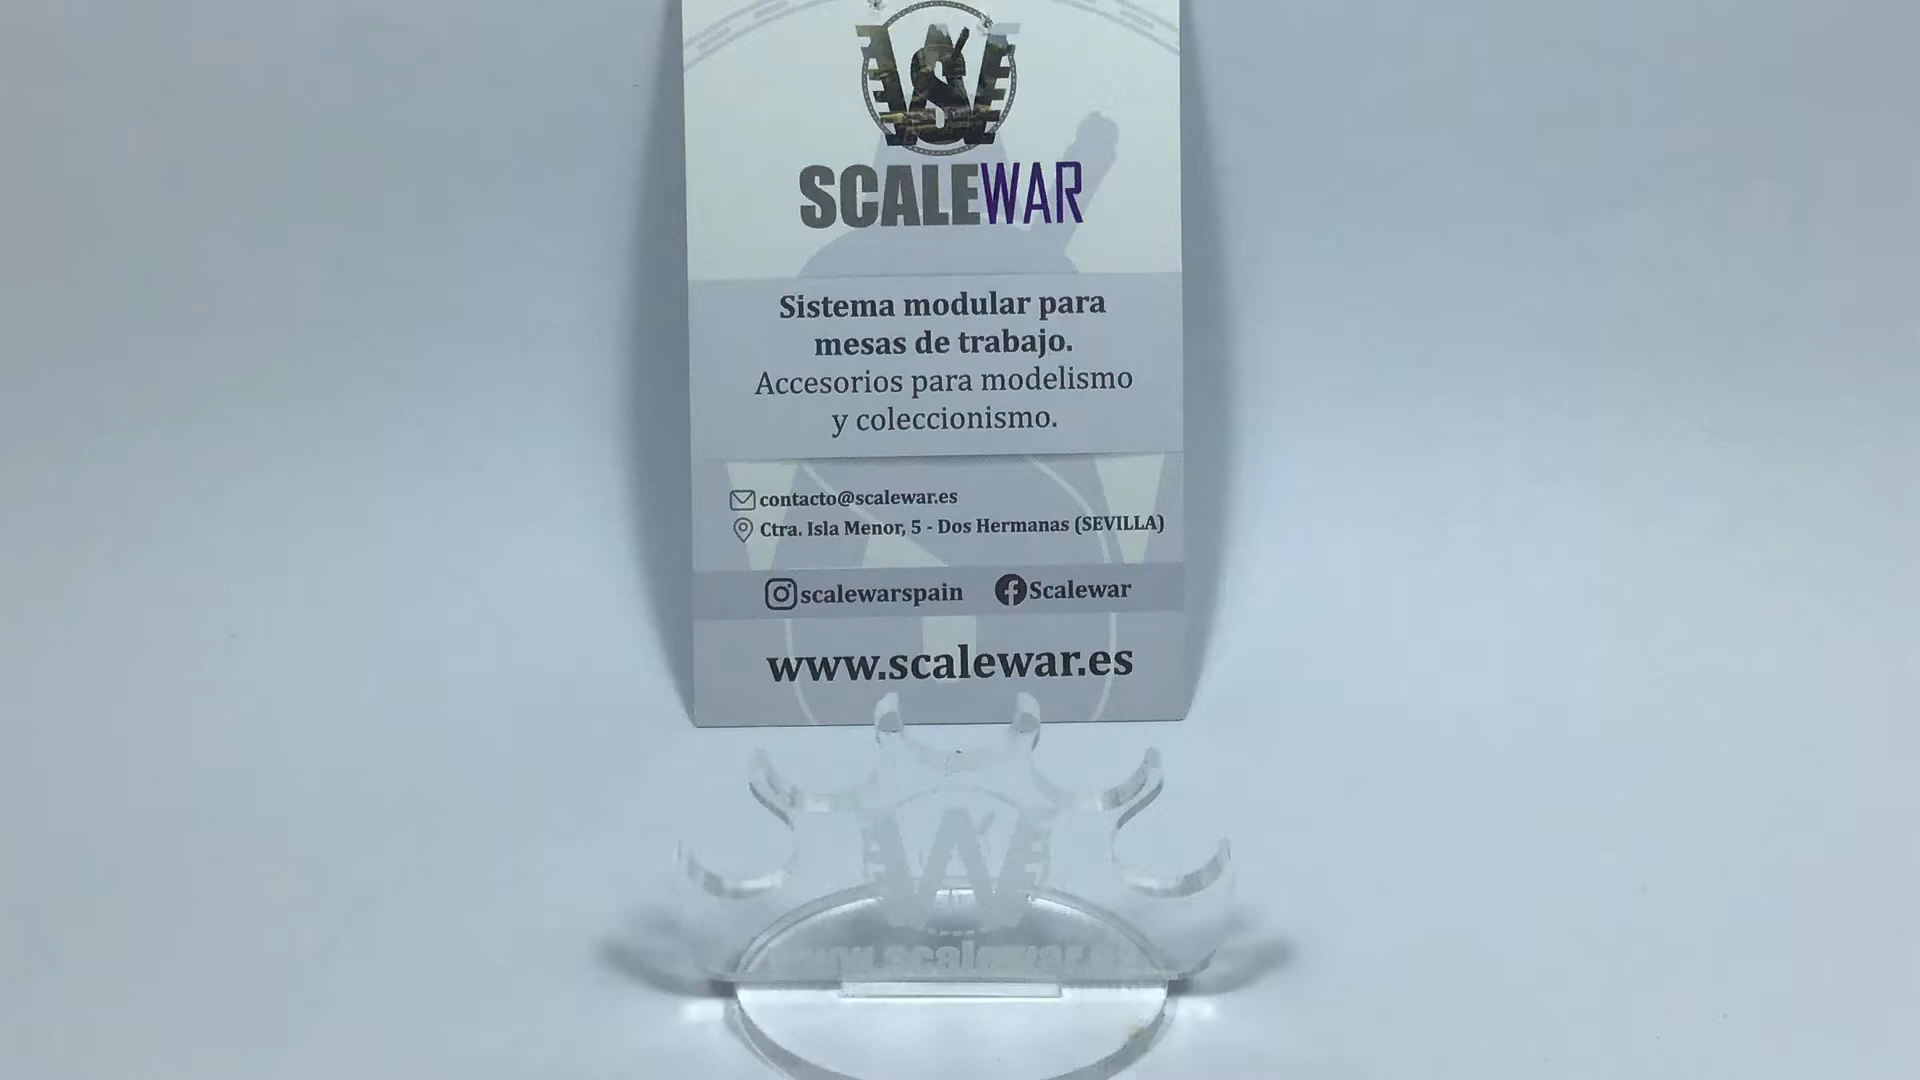 SCALEWAR
Sistema modular para
mesas de trabajo.
Accesorios para modelismo
y coleccionismo.
contacto@scalewar.es
Ctra. Isla Menor, 5 - Dos Hermanas (SEVILLA)
scalewarspain Scalewar
www.scalewar.es
www.scalewar.es